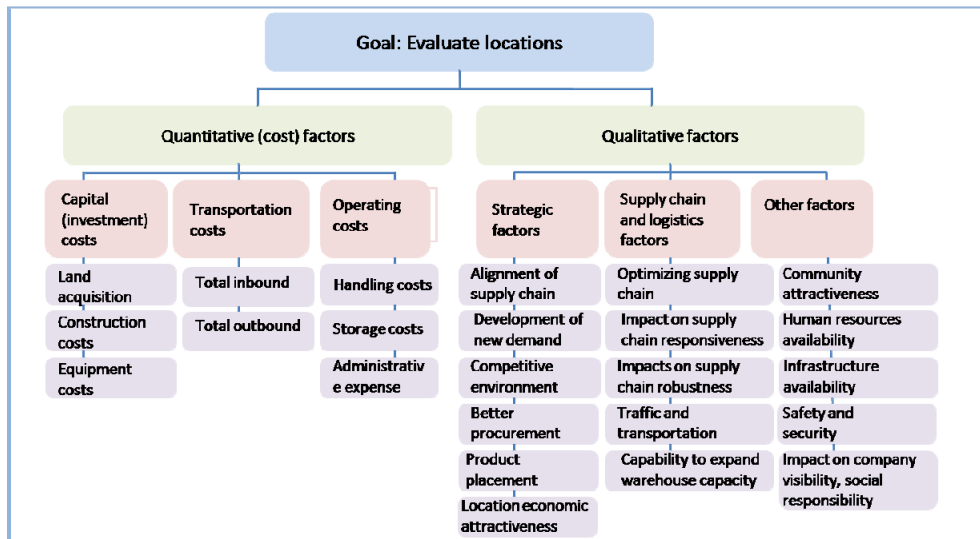 Goal: Evaluate locations
Quantitative (cost) factors
Qualitative factors
Capital
(investment)
costs
Transportation
costs
Operating
costs
Strategic
factors
Supply chain
and logistics
factors
Other factors
Land
acquisition
Construction
costs
Equipment
costs
Total inbound
Total outbound
Handling costs
Storage costs
Administrativ
e expense
Alignment of
supply chain
Development of
new demand
Competitive
environment
Better
procurement
Product
placement
Location economic
attractiveness
Optimizing supply
chain
Impact on supply
chain responsiveness
Impacts on supply
chain robustness
Traffic and
transportation
Capability to expand
warehouse capacity
Community
attractiveness
Human resources
availability
Infrastructure
availability
Safety and
security
Impact on company
visibility, social
responsibility